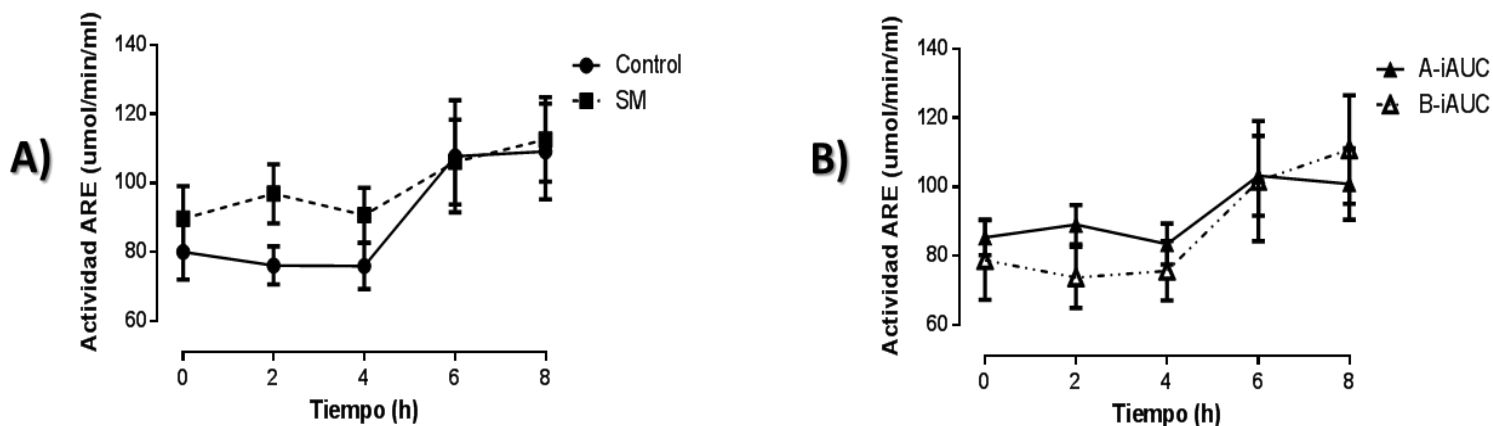 A)
Actividad ARE (umol/min/ml)
140
120
100
80
60
0 2 4 6 8
Tiempo (h)
Control
SM
B)
Actividad ARE (umol/min/ml)
140
120
100
80
60
0 2 4 6 8
Tiempo (h)
A-iAUC
B-iAUC